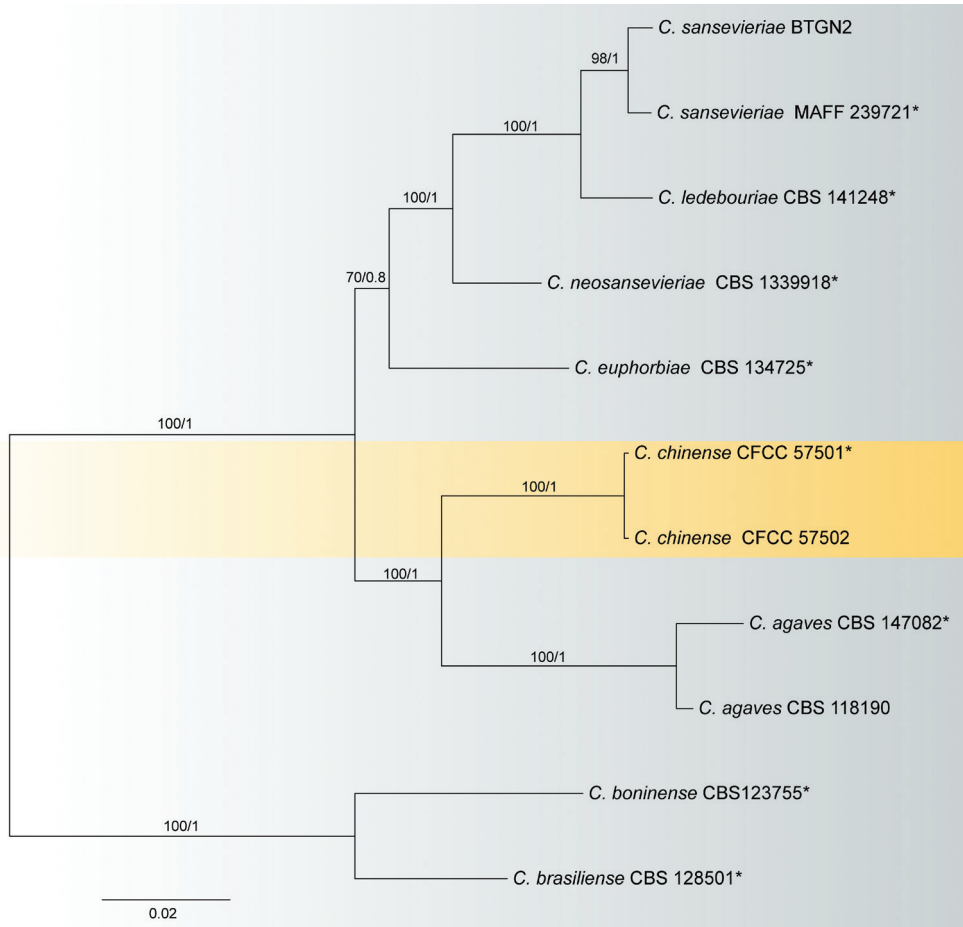 C. sansevieriae BTGN2
98/1
C. sansevieriae MAFF 239721*
100/1
C. ledebouriae CBS 141248*
100/1
70/0.8
C. neosansevieriae CBS 1339918*
C. euphorbiae CBS 134725*
100/1
C. chinense CFCC 57501*
100/1
C. chinense CFCC 57502
100/1
C. agaves CBS 147082*
100/1
C. agaves CBS 118190
C. boninense CBS123755*
100/1
C. brasiliense CBS 128501*
0.02